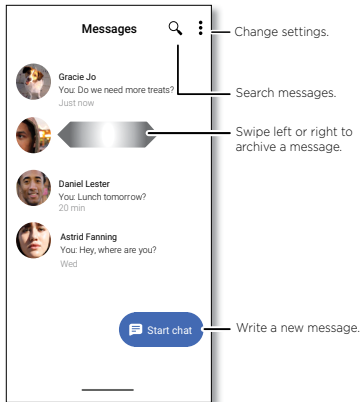 Messages
Change settings.
Gracie Jo
You: Do we need more treats?
Just now
Search messages.
Swipe left or right to
archive a message.
Daniel Lester
You: Lunch tomorrow?
20 min
Astrid Fanning
You: Hey, where are you?
Wed
Start chat
Write a new message.